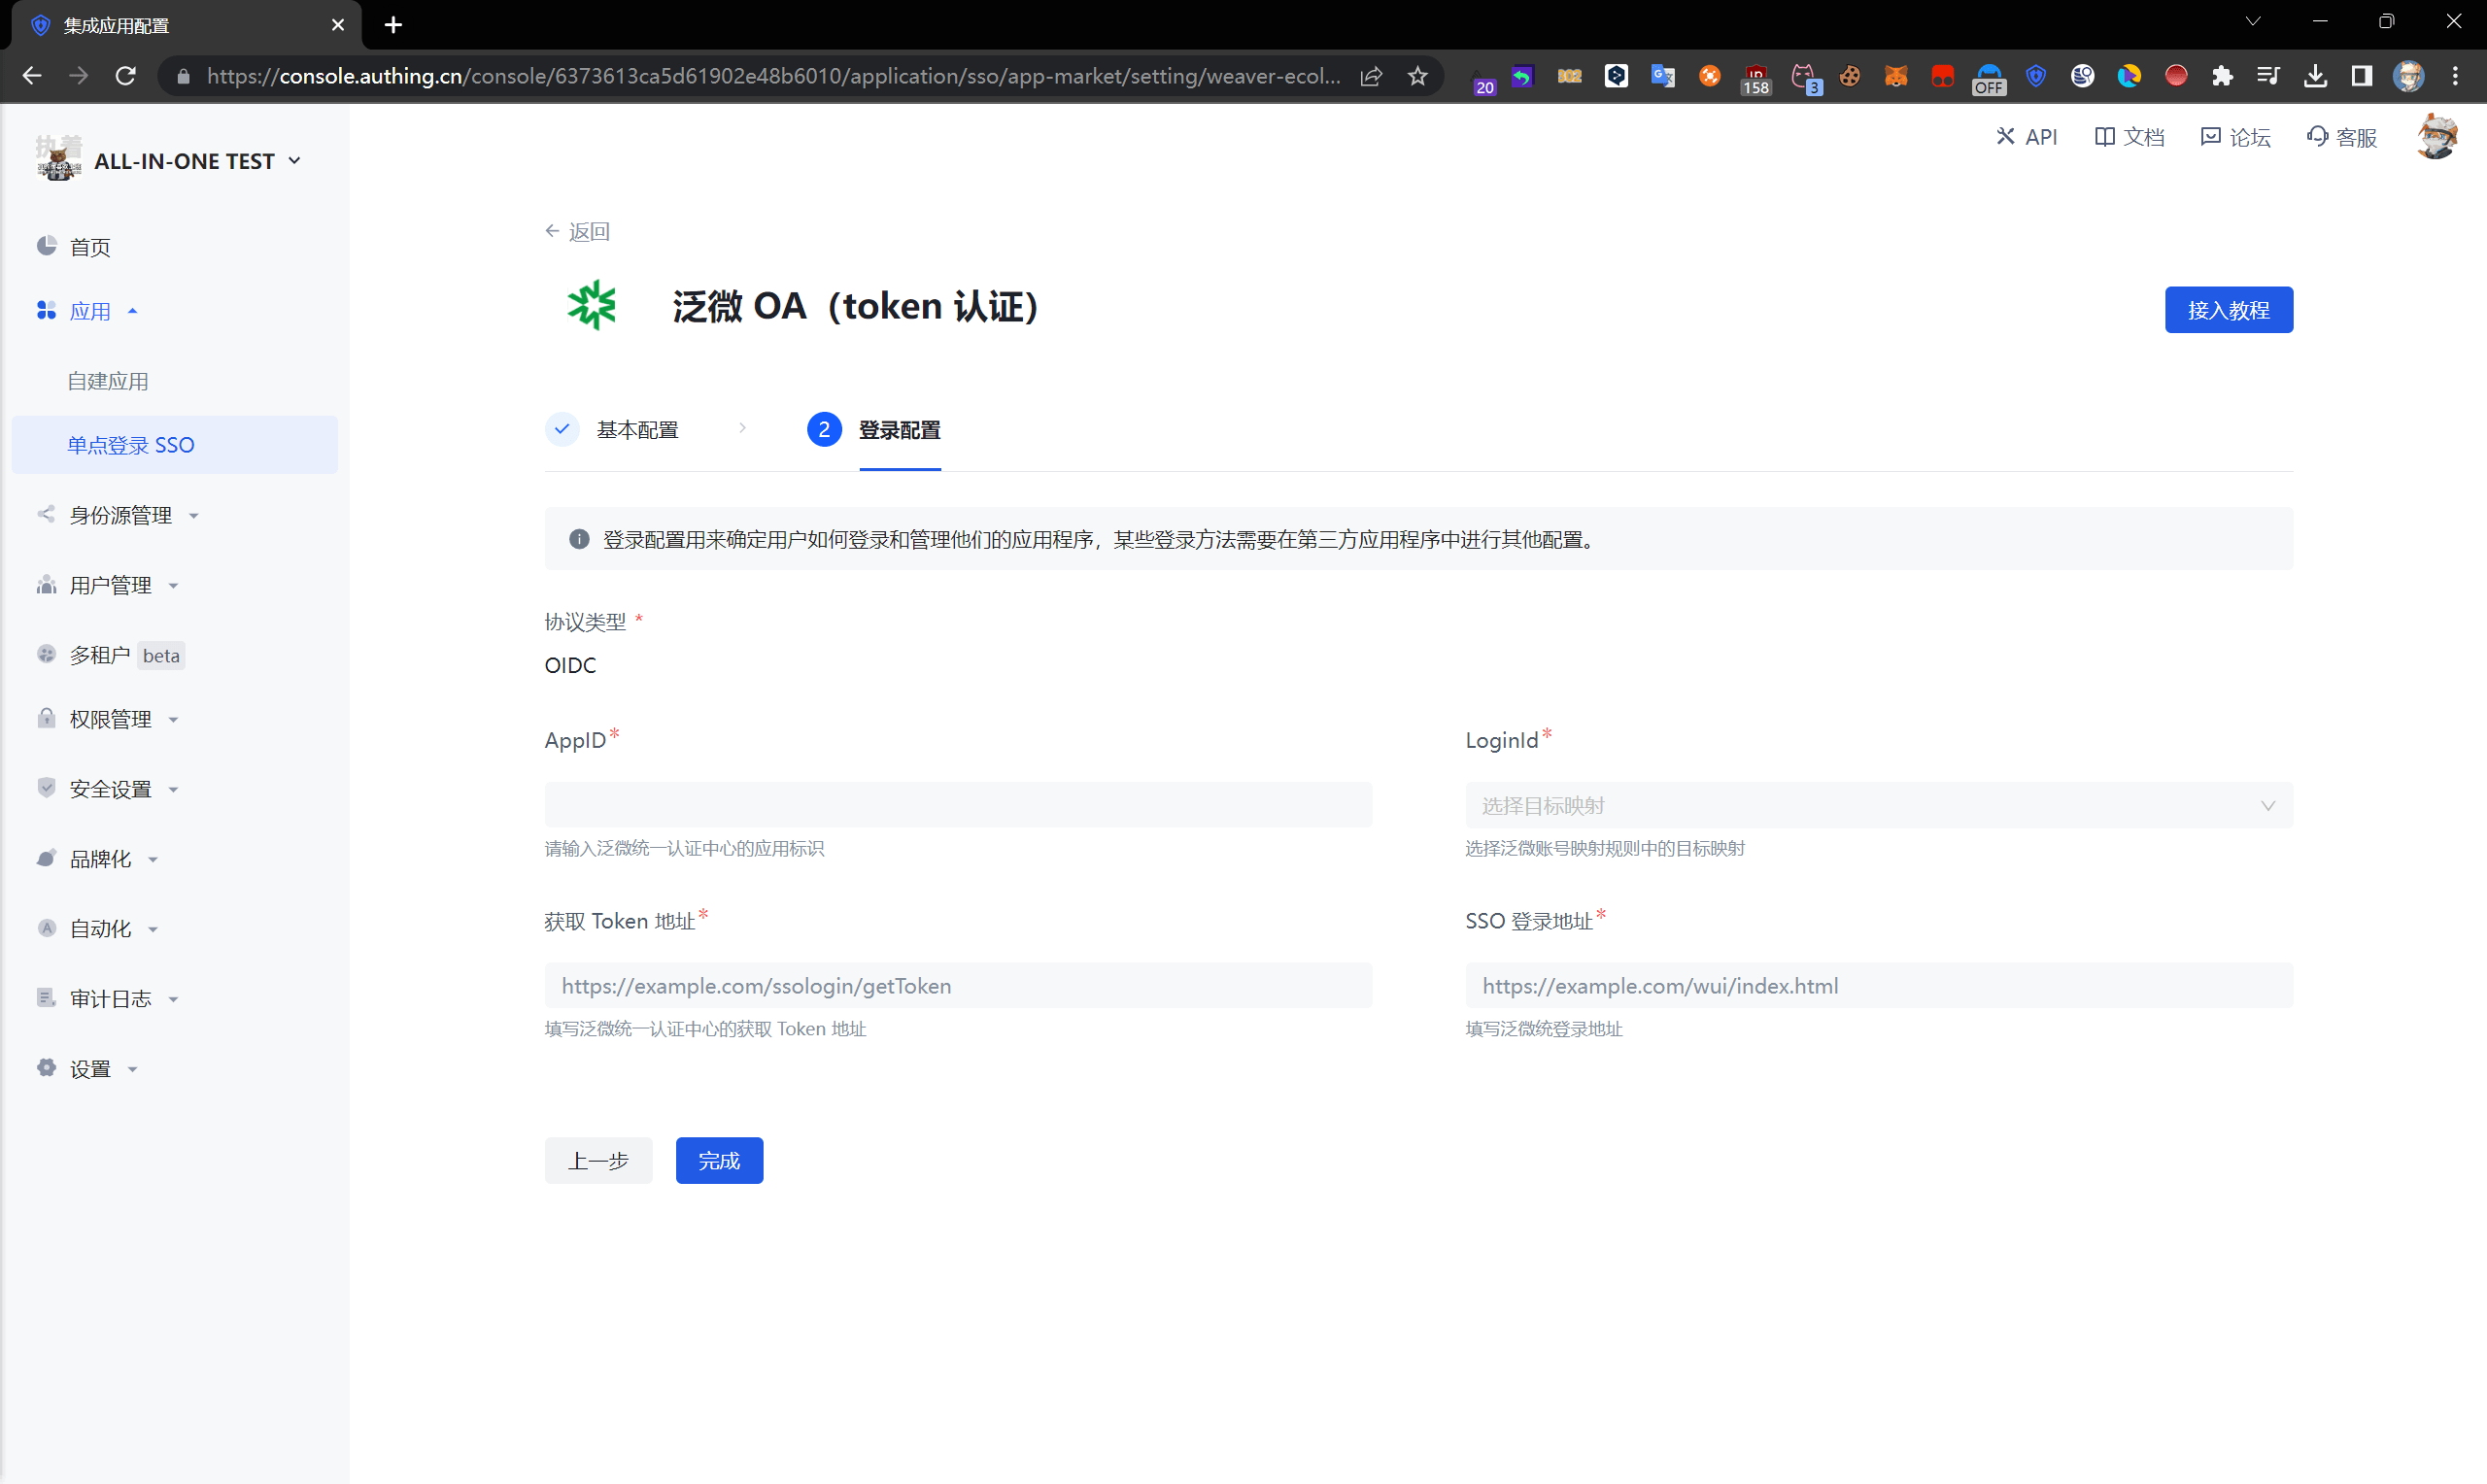 集成应用配置
https://console.authing.cn/console/6373613ca5d61902e48b6010/application/sso/app-market/setting/weaver-ecol...
20
302
158
3
OFF
执着
ALL-IN-ONE TEST
API
文档
论坛
客服
首页
应用
自建应用
单点登录 SSO
身份源管理
用户管理
多租户 beta
权限管理
安全设置
品牌化
自动化
审计日志
设置
返回
泛微 OA（token 认证）
接入教程
基本配置
2 登录配置
登录配置用来确定用户如何登录和管理他们的应用程序，某些登录方法需要在第三方应用程序中进行其他配置。
协议类型 *
OIDC
AppID*
请输入泛微统一认证中心的应用标识
LoginId*
选择目标映射
选择泛微账号映射规则中的目标映射
获取 Token 地址*
https://example.com/ssologin/getToken
填写泛微统一认证中心的获取 Token 地址
SSO 登录地址*
https://example.com/wui/index.html
填写泛微统登录地址
上一步
完成